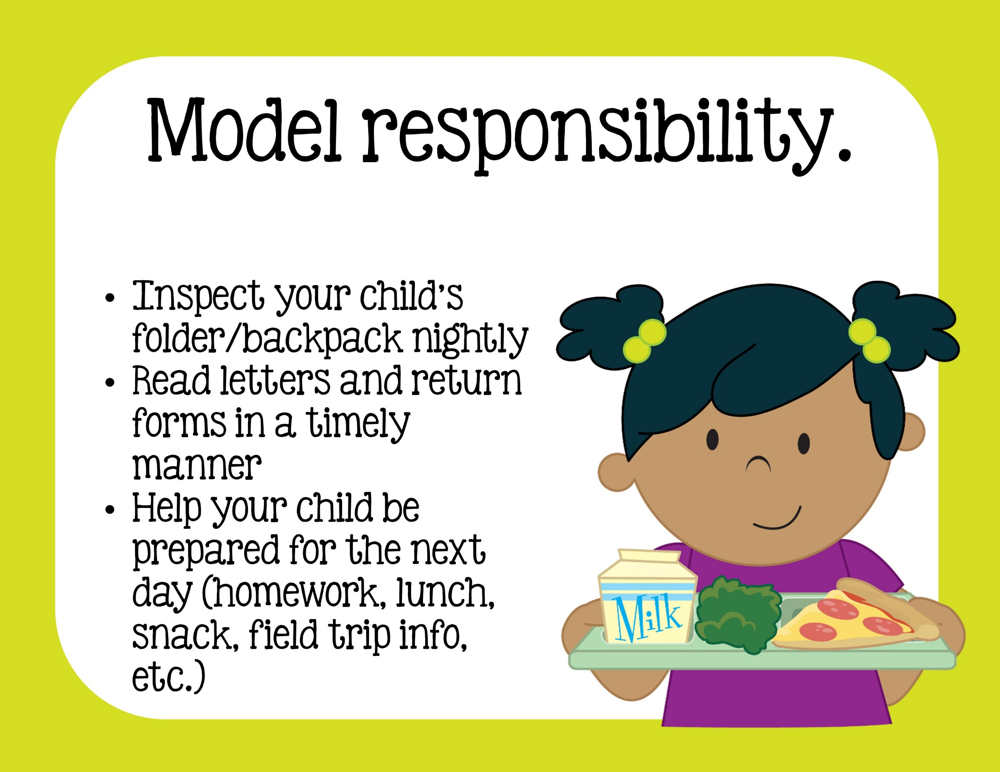 Model responsibility.
• Inspect your child's
folder/backpack nightly
• Read letters and return
forms in a timely
manner
• Help your child be
prepared for the next
day (homework, lunch,
snack, field trip info,
etc.)
Milk